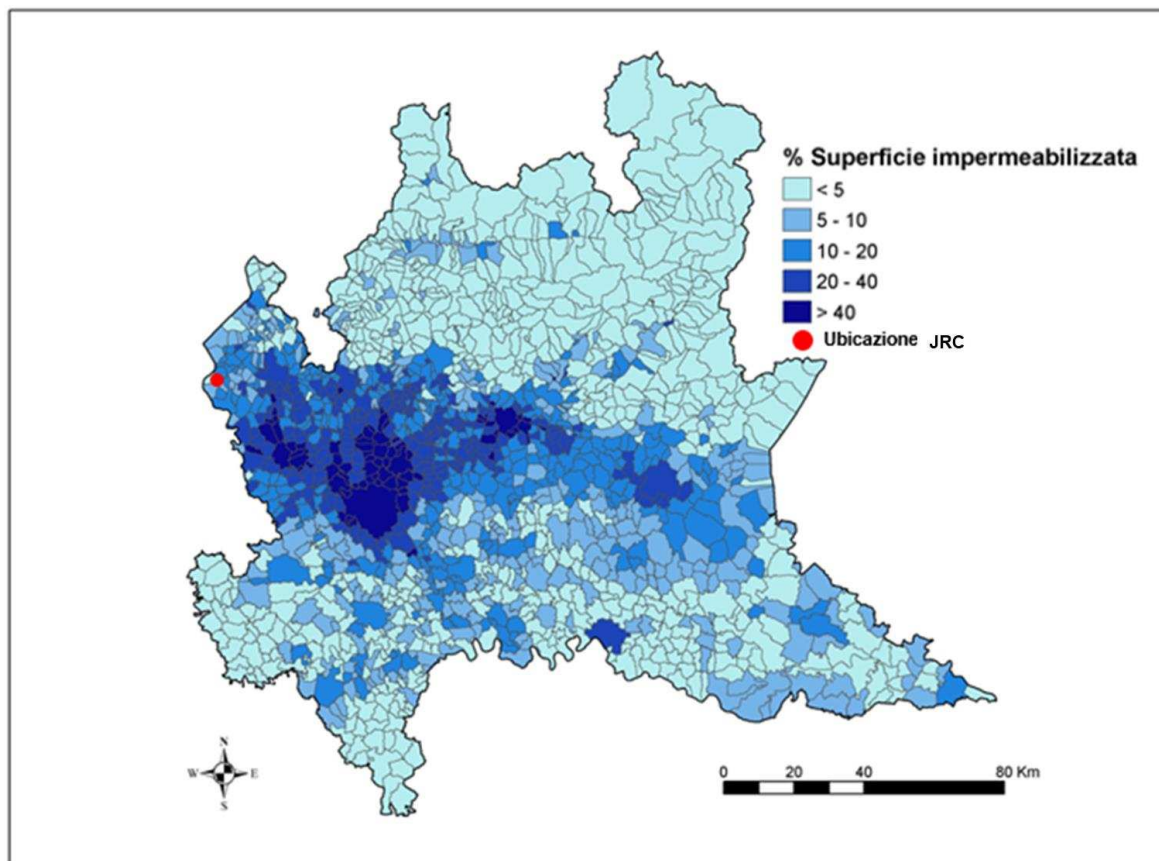 % Superficie impermeabilizzata
< 5
5 - 10
10 - 20
20 - 40
> 40
Ubicazione JRC
N
W E
S
0 20 40 80 Km